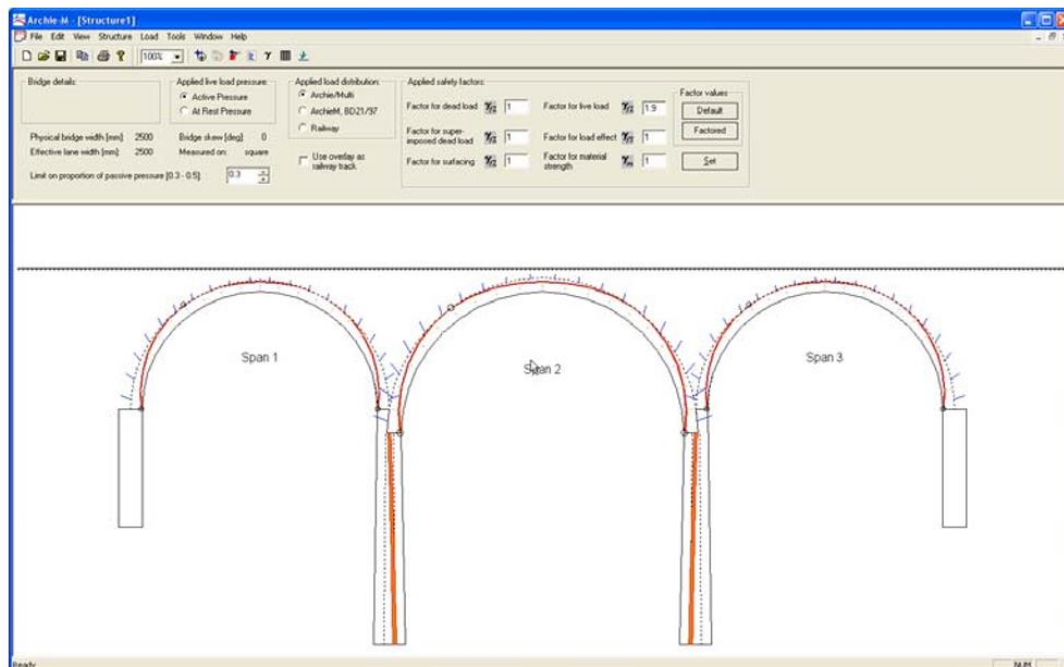 Archie-M - [Structure1]
File Edit View Structure Load Tools Window Help
100%
Bridge details:
Physical bridge width [mm]: 2500
Bridge skew [deg]: 0
Effective lane width [mm]: 2500
Measured on: square
Limit on proportion of passive pressure [0.3 - 0.5]: 0.3
Applied live load pressure:
Active Pressure
At Rest Pressure
Applied load distribution:
Archie/Multi
ArchieM, BD21/97
Railway
Use overlay as
railway track
Applied safety factors:
Factor for dead load 1
Factor for live load 1.9
Factor for super-
imposed dead load 1
Factor for load effect 1
Factor for surfacing 1
Factor for material
strength 1
Factor values
Default
Factored
Set
Span 1
Span 2
Span 3
Ready
NUM